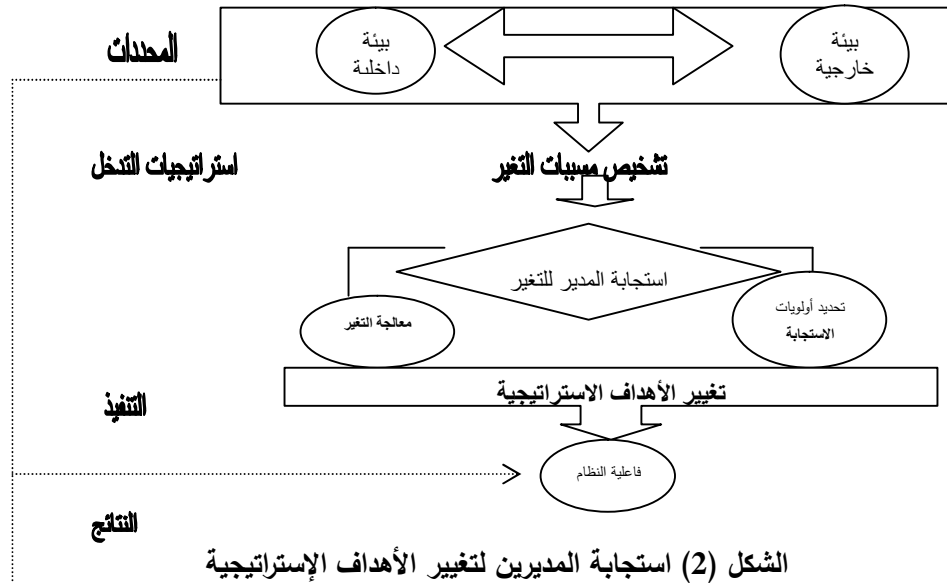 المحددات
بيئة
خارجية
بيئة
داخلية
تشخيص مسببات التغير
استراتيجيات التدخل
استجابة المدير للتغير
تحديد أولويات
الاستجابة
معالجة التغير
تغيير الأهداف الاستراتيجية
التنفيذ
فاعلية النظام
النتائج
الشكل (2) استجابة المديرين لتغيير الأهداف الإستراتيجية